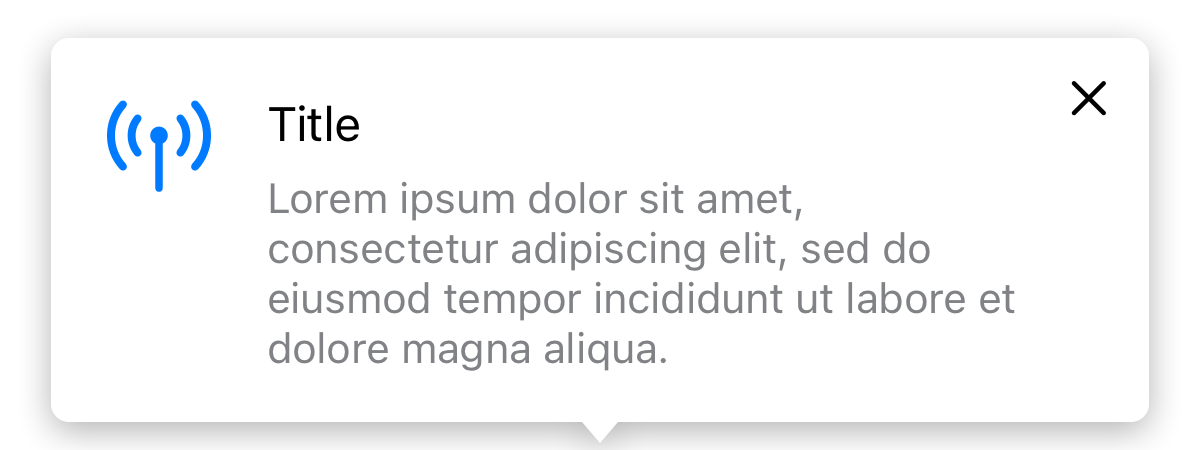 Title
Lorem ipsum dolor sit amet,
consectetur adipiscing elit, sed do
eiusmod tempor incididunt ut labore et
dolore magna aliqua.